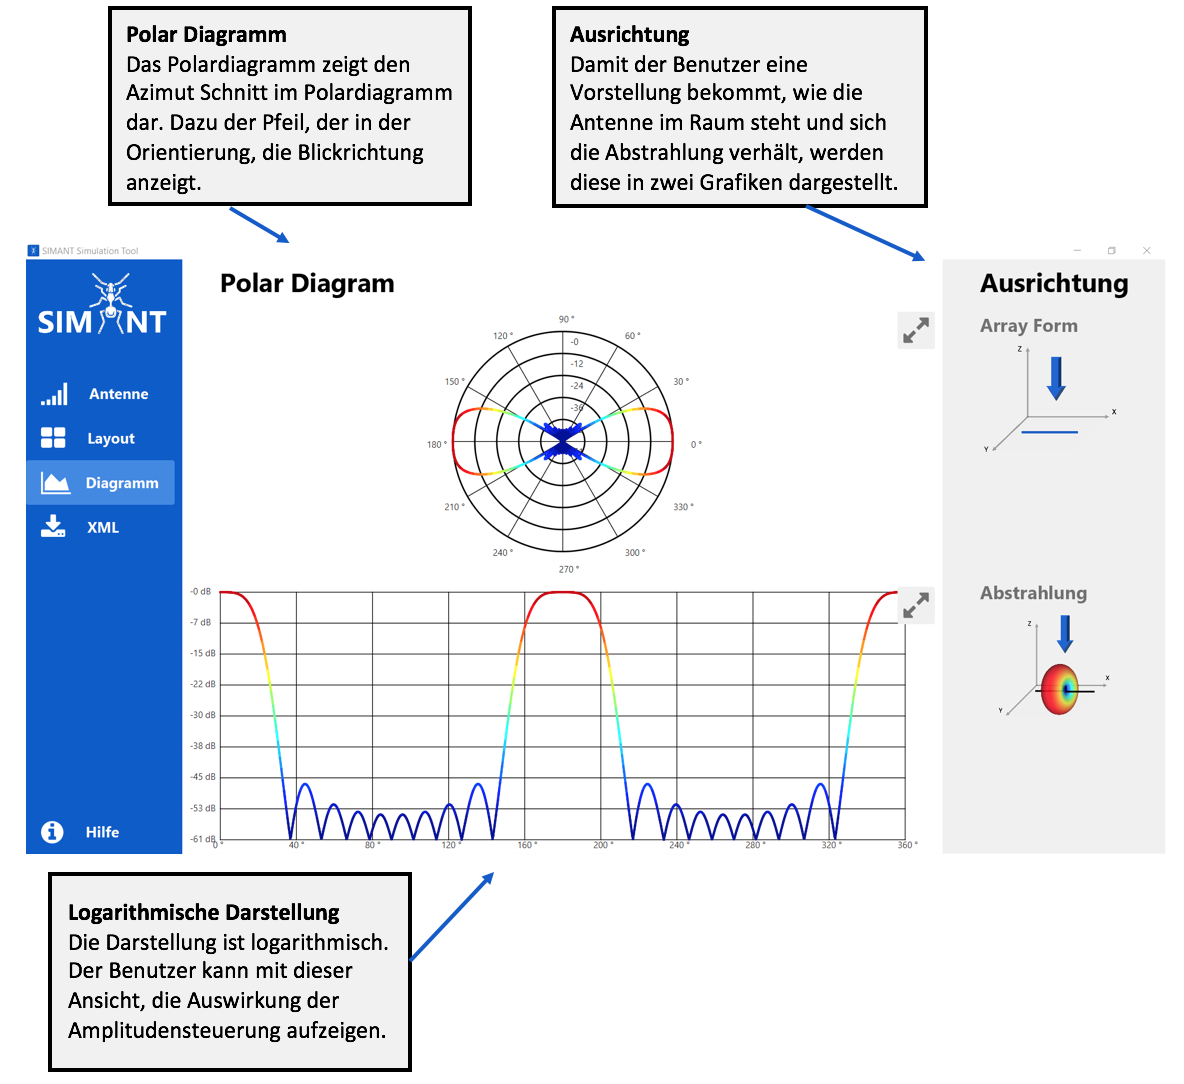 Polar Diagramm
Das Polardiagramm zeigt den
Azimut Schnitt im Polardiagramm
dar. Dazu der Pfeil, der in der
Orientierung, die Blickrichtung
anzeigt.
Ausrichtung
Damit der Benutzer eine
Vorstellung bekommt, wie die
Antenne im Raum steht und sich
die Abstrahlung verhält, werden
diese in zwei Grafiken dargestellt.
SIMANT Simulation Tool
SIMANT
Antenne
Layout
Diagramm
XML
Hilfe
Polar Diagram
90 °
120 °
60 °
-0
-12
150 °
30 °
-24
-36
180 °
0 °
210 °
330 °
240 °
300 °
270 °
-0 dB
-7 dB
-15 dB
-22 dB
-30 dB
-38 dB
-45 dB
-53 dB
-61 dB
0 °
40 °
80 °
120 °
160 °
200 °
240 °
280 °
320 °
360 °
Ausrichtung
Array Form
Z
X
Y
Abstrahlung
Z
X
Y
Logarithmische Darstellung
Die Darstellung ist logarithmisch.
Der Benutzer kann mit dieser
Ansicht, die Auswirkung der
Amplitudensteuerung aufzeigen.